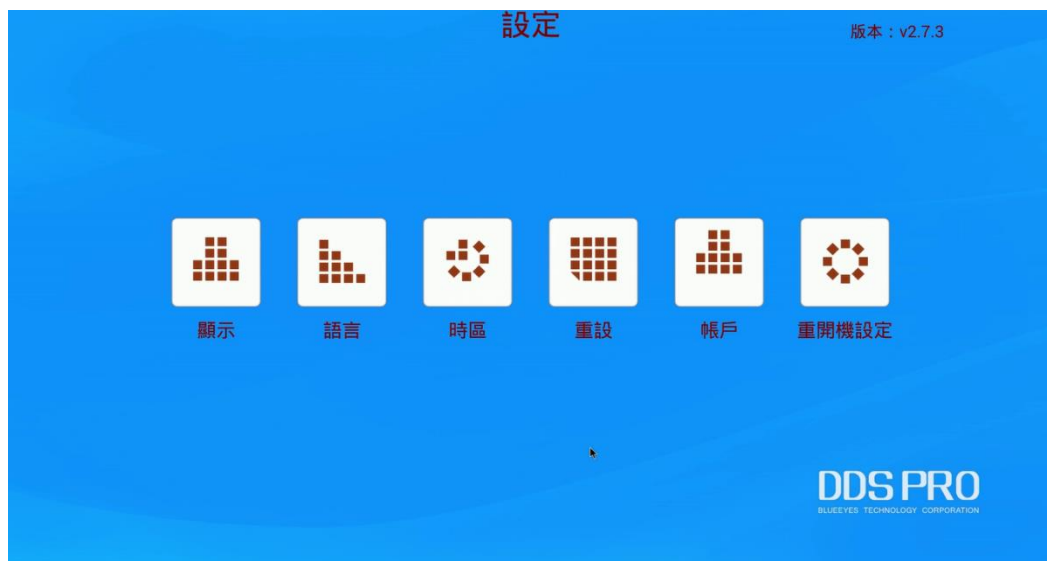 設定
版本：v2.7.3
顯示
語言
時區
重設
帳戶
重開機設定
DDS PRO
BLUEEYES TECHNOLOGY CORPORATION